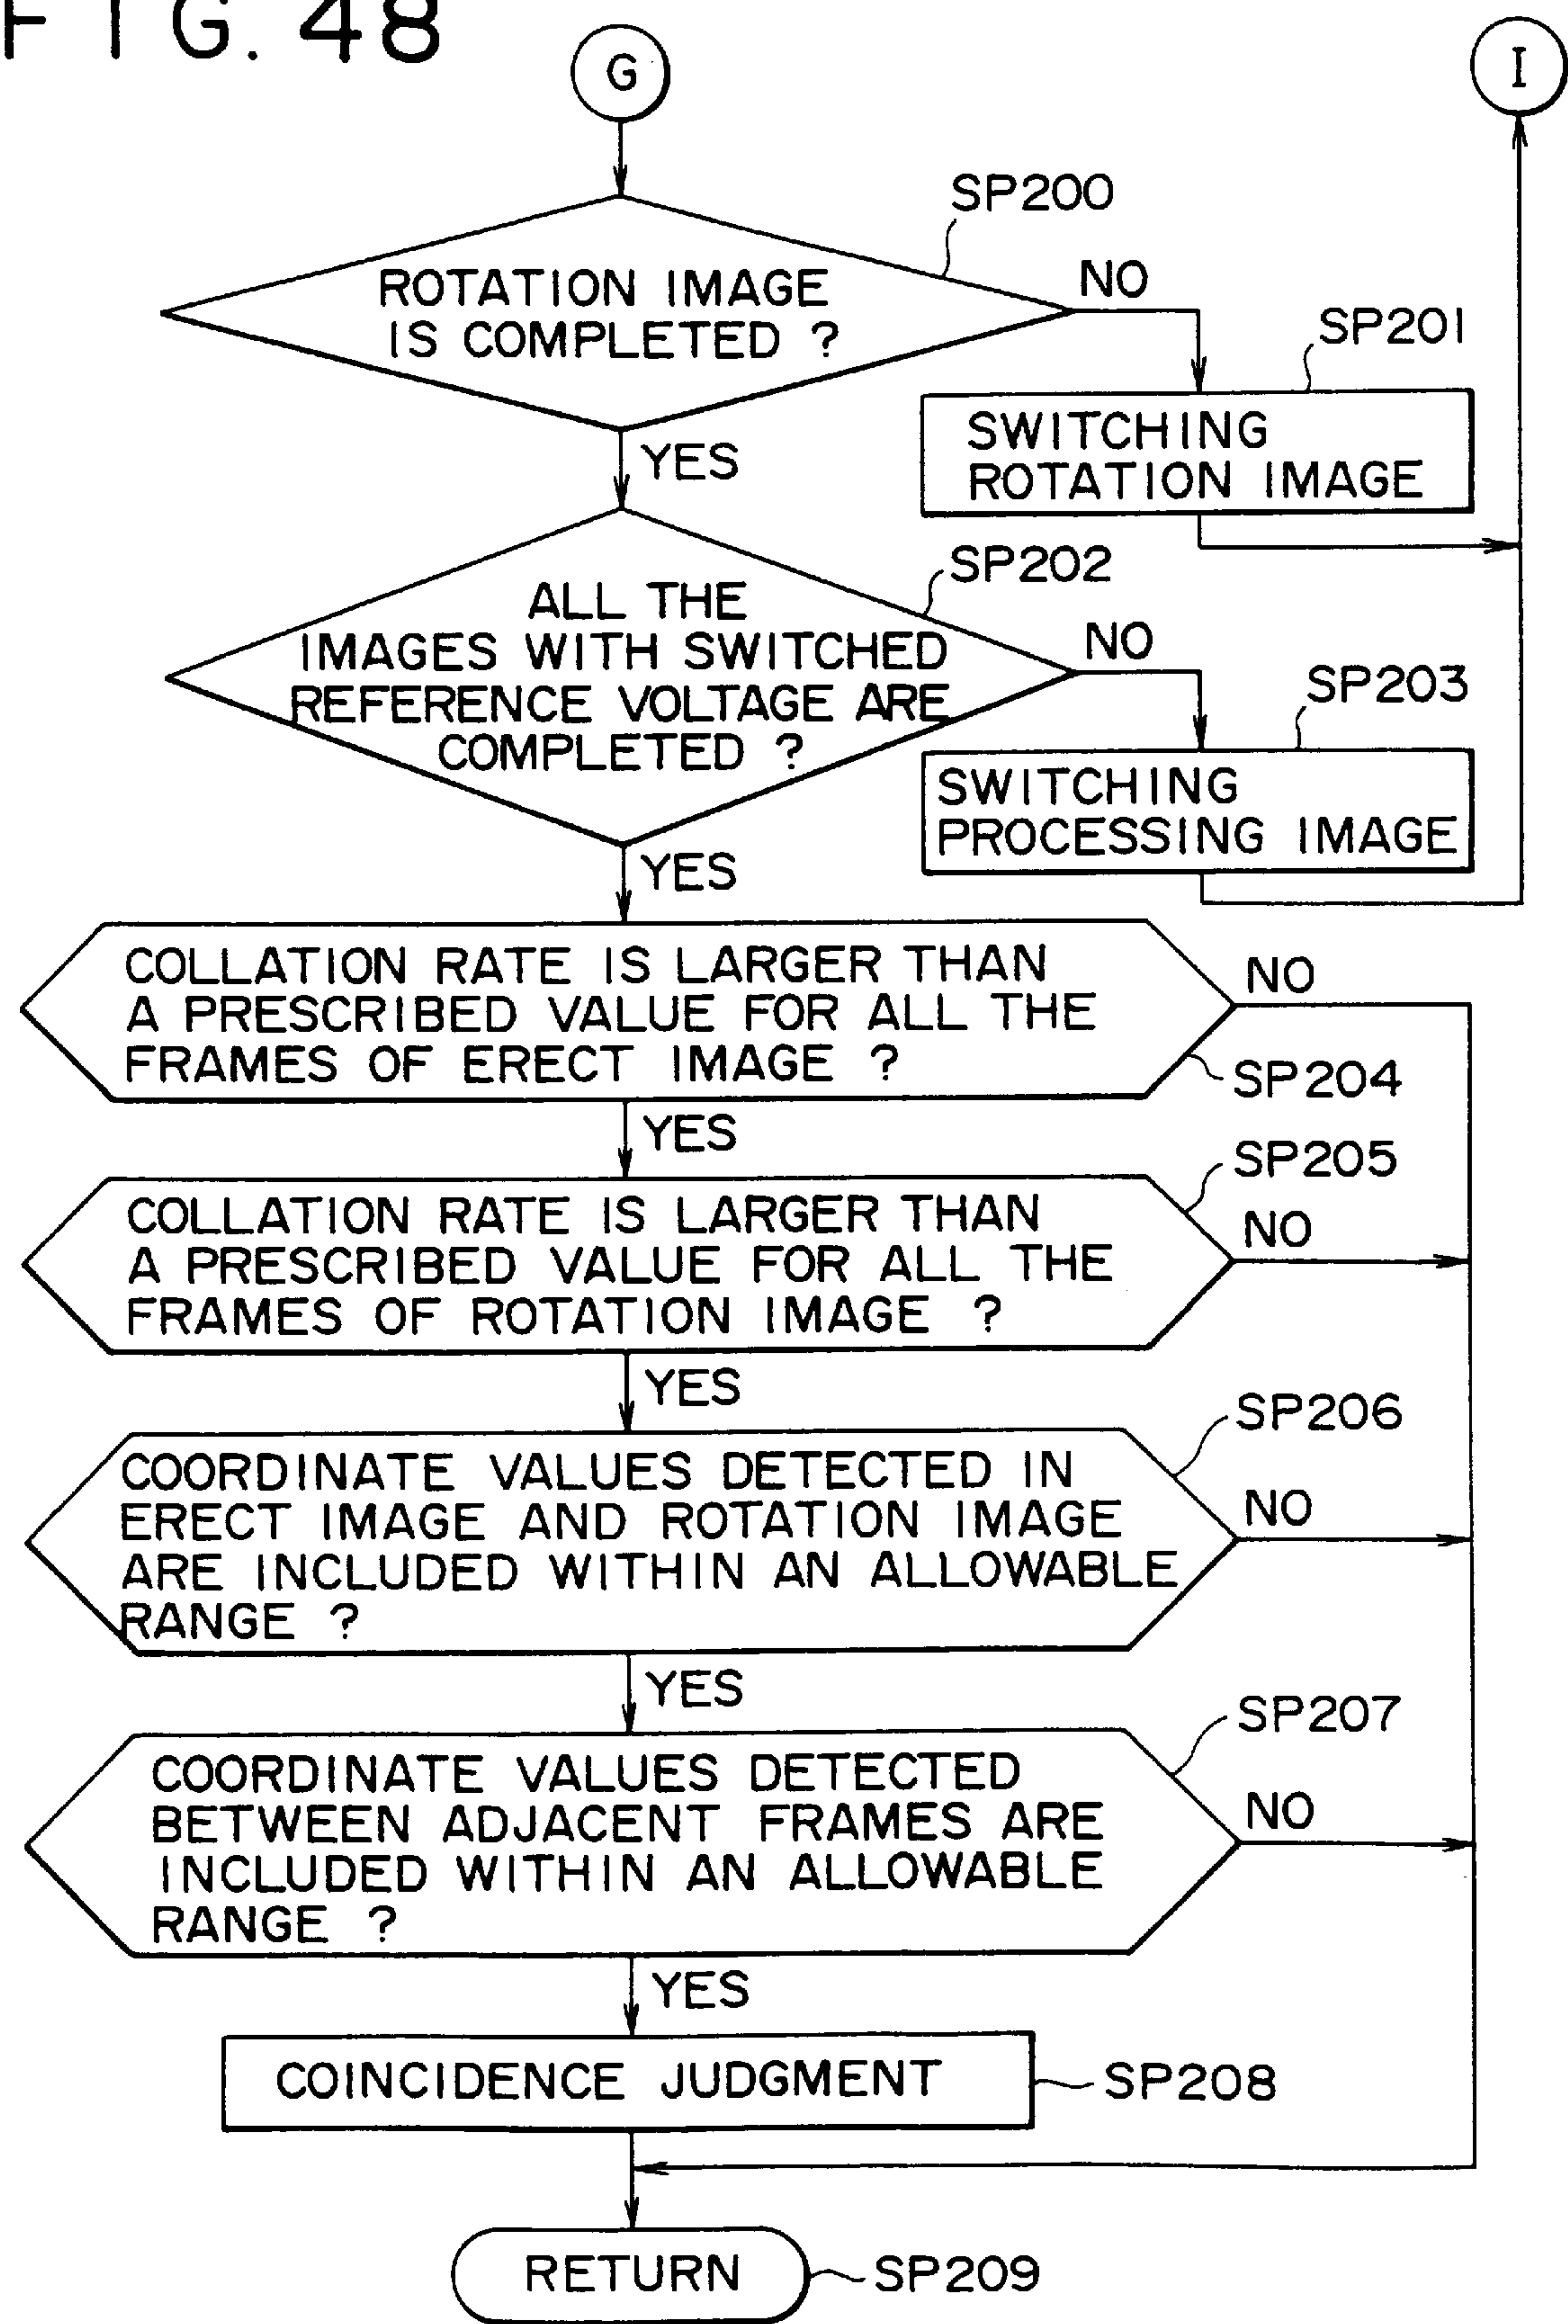 FIG. 48
G
I
SP200
ROTATION IMAGE
IS COMPLETED ?
NO
SP201
SWITCHING
ROTATION IMAGE
YES
SP202
ALL THE
IMAGES WITH SWITCHED
REFERENCE VOLTAGE ARE
COMPLETED ?
NO
SP203
SWITCHING
PROCESSING IMAGE
YES
COLLATION RATE IS LARGER THAN
A PRESCRIBED VALUE FOR ALL THE
FRAMES OF ERECT IMAGE ?
NO
SP204
YES
SP205
COLLATION RATE IS LARGER THAN
A PRESCRIBED VALUE FOR ALL THE
FRAMES OF ROTATION IMAGE ?
NO
YES
SP206
COORDINATE VALUES DETECTED IN
ERECT IMAGE AND ROTATION IMAGE
ARE INCLUDED WITHIN AN ALLOWABLE
RANGE ?
NO
YES
SP207
COORDINATE VALUES DETECTED
BETWEEN ADJACENT FRAMES ARE
INCLUDED WITHIN AN ALLOWABLE
RANGE ?
NO
YES
COINCIDENCE JUDGMENT
SP208
RETURN
SP209